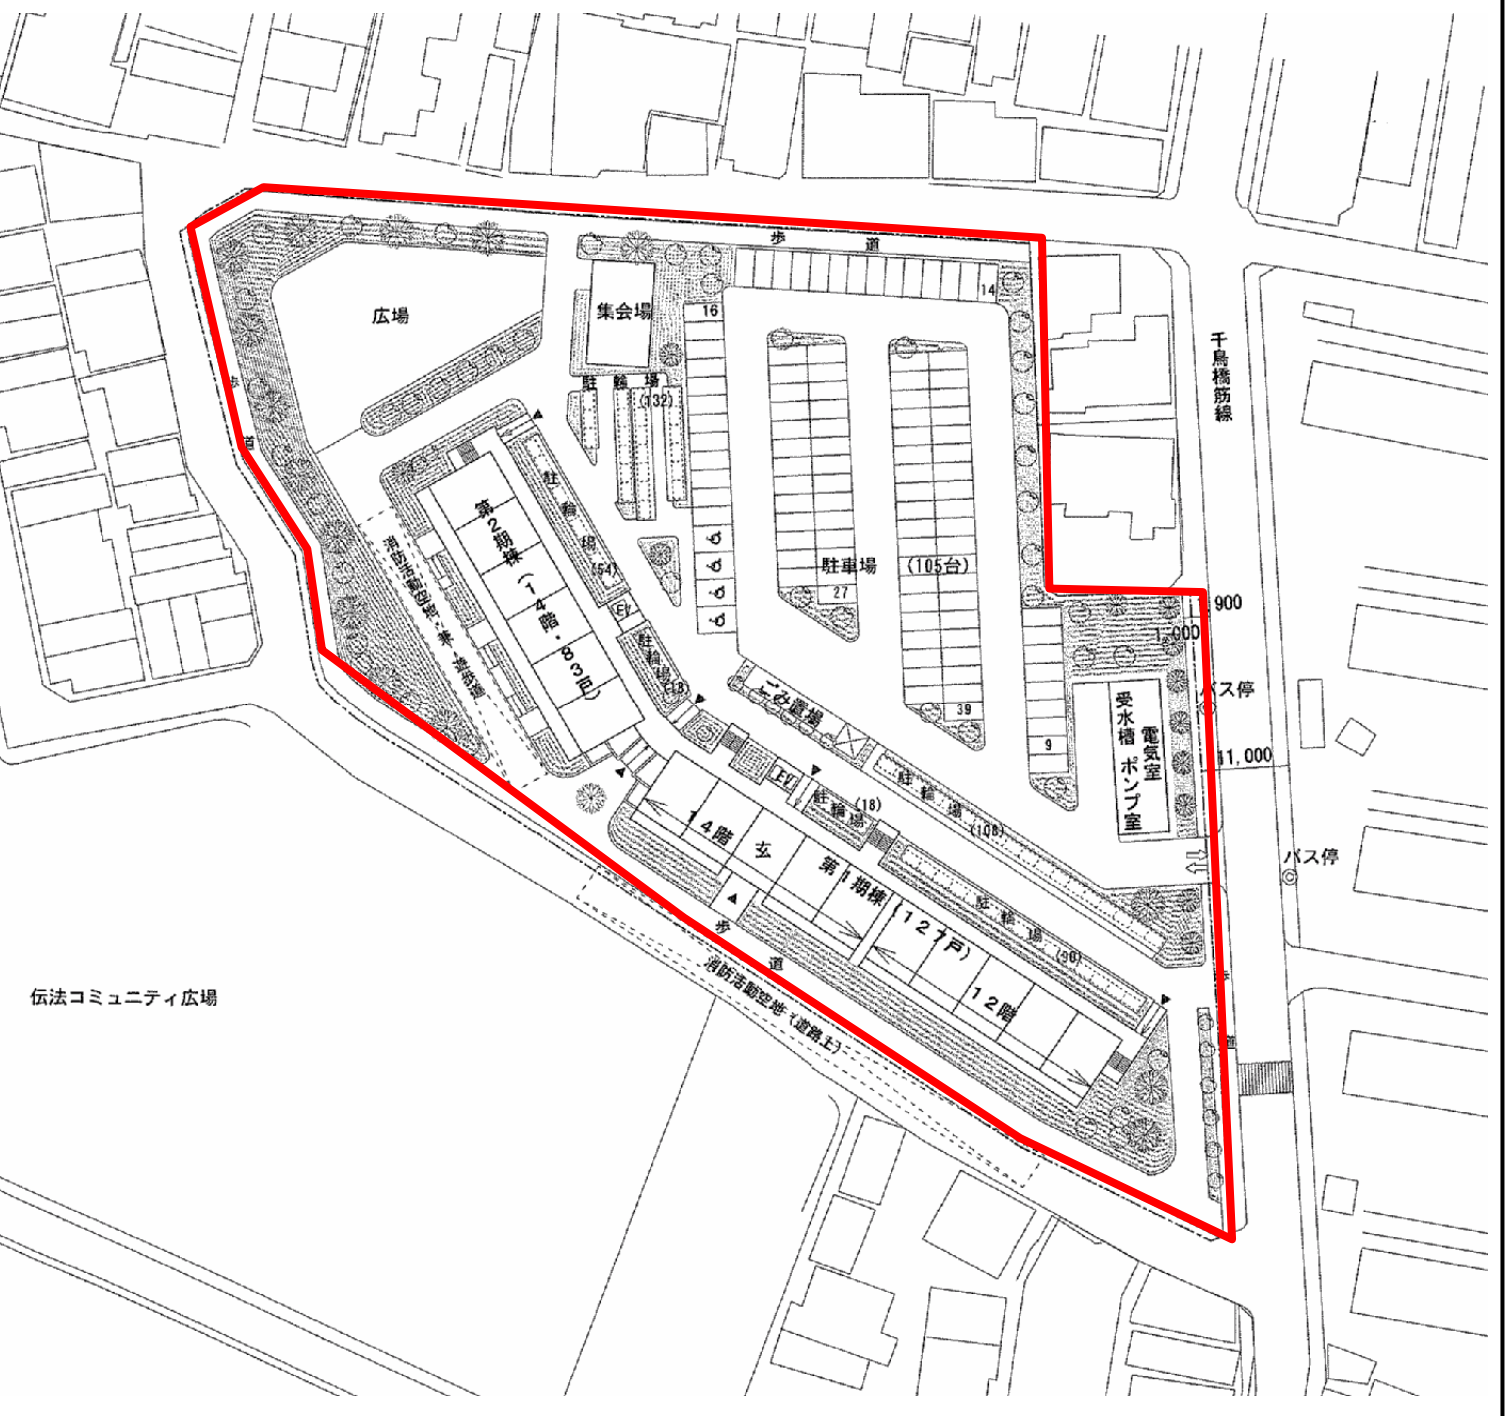 歩道
14
広場
集会場
16
千鳥橋筋線
歩道
駐輪場
(132)
駐輪場
(54)
第2期棟（14階・83戸）
消防活動空地・兼・遊歩道
駐車場 (105台)
27
EV
駐輪場
(18)
900
1,000
バス停
ごみ置場
39
9
受水槽 ポンプ室
電気室
11,000
EV
駐輪場
(18)
駐輪場
(108)
14階
玄
第1期棟（127戸）
12階
駐輪場
(90)
バス停
歩道
消防活動空地（道路上）
歩道
伝法コミュニティ広場